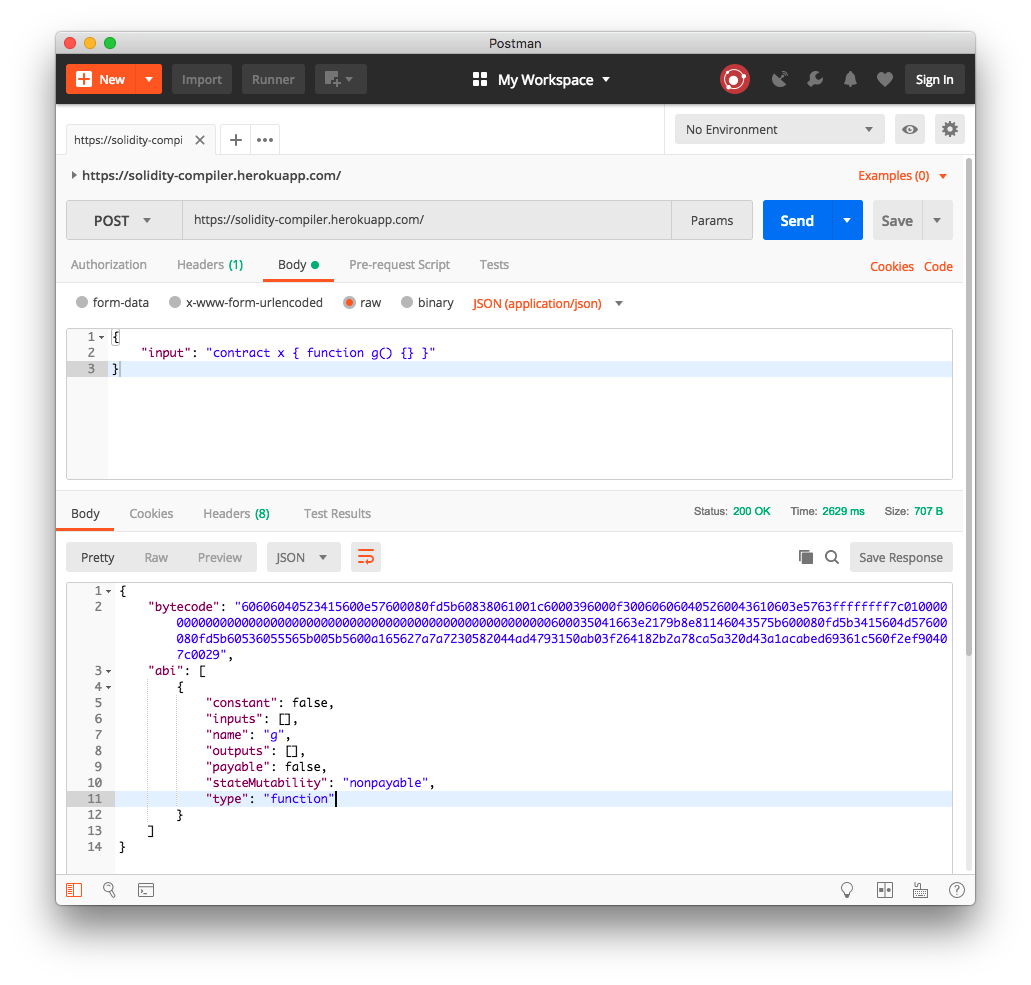 Postman
New
Import
Runner
My Workspace
Sign In
https://solidity-compi
No Environment
https://solidity-compiler.herokuapp.com/
Examples (0)
POST
https://solidity-compiler.herokuapp.com/
Params
Send
Save
Authorization
Headers (1)
Body
Pre-request Script
Tests
Cookies
Code
form-data
x-www-form-urlencoded
raw
binary
JSON (application/json)
1 {
2 "input": "contract x { function g() {} }"
3 }
Body
Cookies
Headers (8)
Test Results
Status: 200 OK
Time: 2629 ms
Size: 707 B
Pretty
Raw
Preview
JSON
Save Response
1 {
2 "bytecode": "60606040523415600e57600080fd5b60838061001c6000396000f300606060405260043610603e5763ffffffff7c010000
0000000000000000000000000000000000000000000000000000600035041663e2179b8e81146043575b600080fd5b3415604d57600
080fd5b60536055565b005b5600a165627a7a7230582044ad4793150ab03f264182b2a78ca5a320d43a1acabed69361c560f2ef9040
7c0029",
3 "abi": [
4 {
5 "constant": false,
6 "inputs": [],
7 "name": "g",
8 "outputs": [],
9 "payable": false,
10 "stateMutability": "nonpayable",
11 "type": "function"
12 }
13 ]
14 }